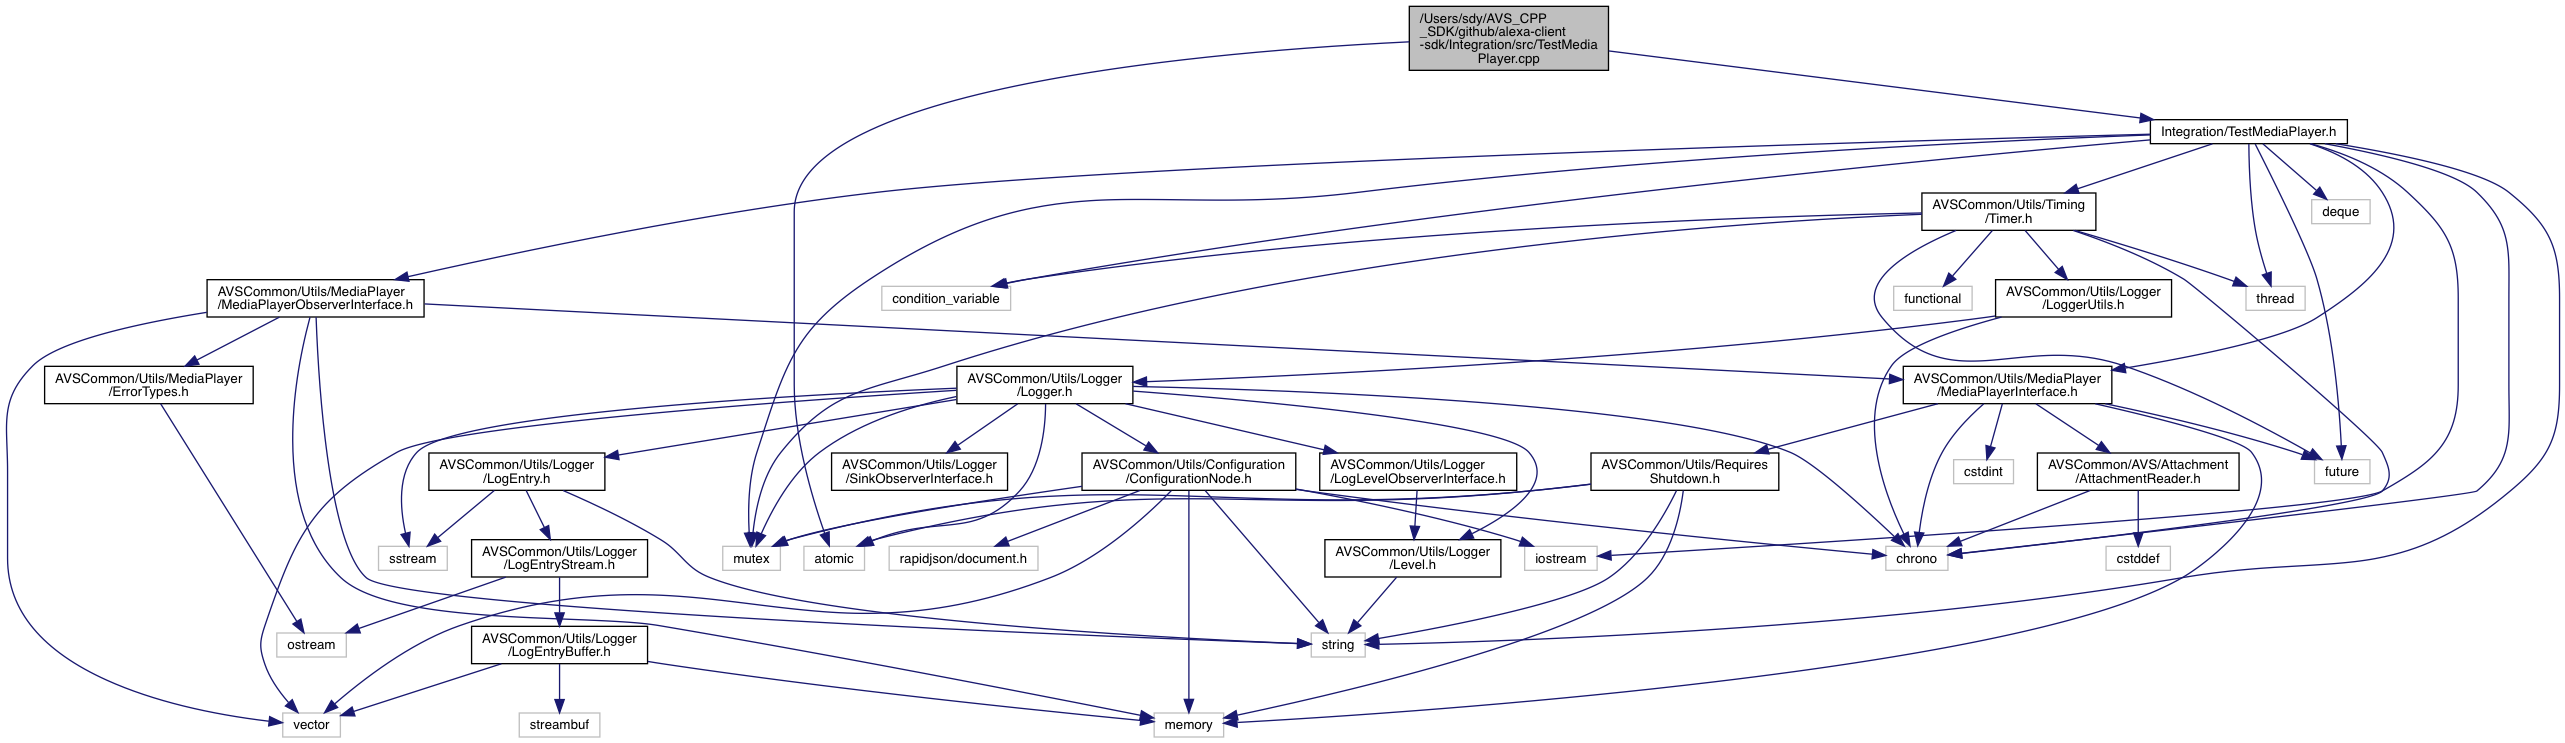 /Users/sdy/AVS_CPP
_SDK/github/alexa-client
-sdk/Integration/src/TestMedia
Player.cpp
Integration/TestMediaPlayer.h
AVSCommon/Utils/Timing
/Timer.h
deque
AVSCommon/Utils/MediaPlayer
/MediaPlayerObserverInterface.h
condition_variable
functional
AVSCommon/Utils/Logger
/LoggerUtils.h
thread
AVSCommon/Utils/MediaPlayer
/ErrorTypes.h
AVSCommon/Utils/Logger
/Logger.h
AVSCommon/Utils/MediaPlayer
/MediaPlayerInterface.h
AVSCommon/Utils/Logger
/LogEntry.h
AVSCommon/Utils/Logger
/SinkObserverInterface.h
AVSCommon/Utils/Configuration
/ConfigurationNode.h
AVSCommon/Utils/Logger
/LogLevelObserverInterface.h
AVSCommon/Utils/Requires
Shutdown.h
cstdint
AVSCommon/AVS/Attachment
/AttachmentReader.h
future
sstream
AVSCommon/Utils/Logger
/LogEntryStream.h
mutex
atomic
rapidjson/document.h
AVSCommon/Utils/Logger
/Level.h
iostream
chrono
cstddef
ostream
AVSCommon/Utils/Logger
/LogEntryBuffer.h
string
vector
streambuf
memory